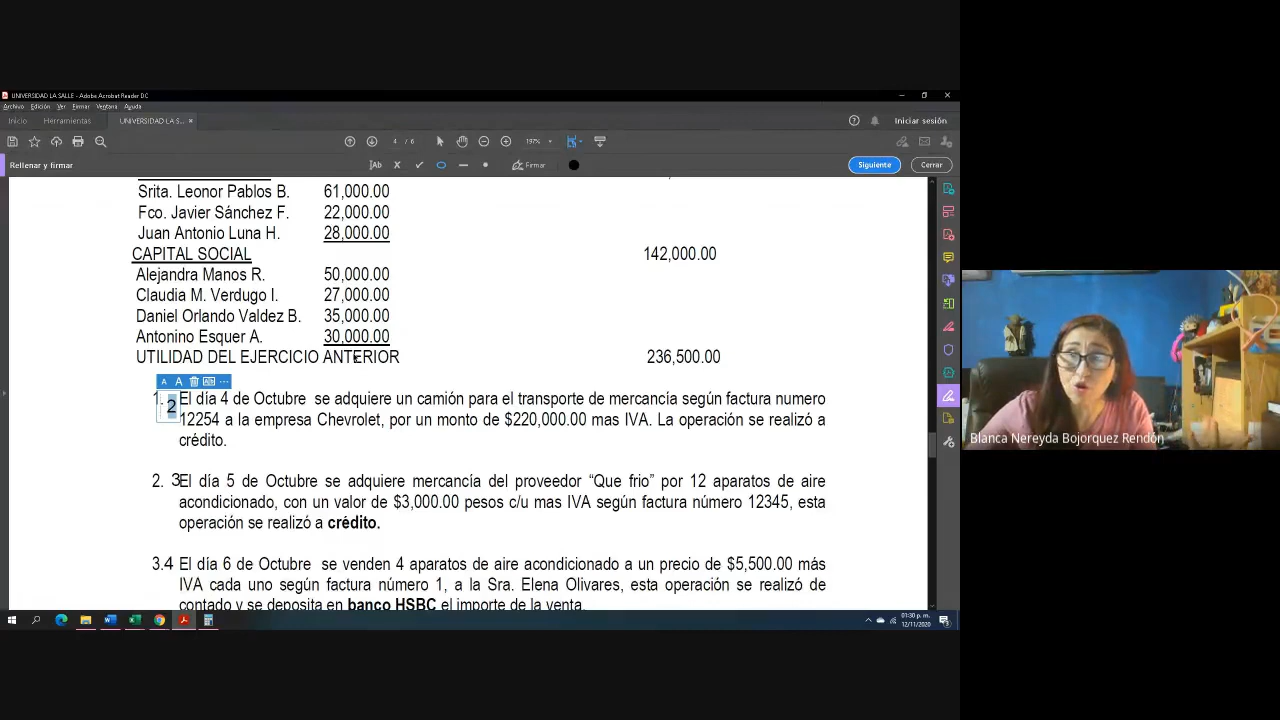 UNIVERSIDAD LA SALLE - Adobe Acrobat Reader DC
Archivo Edición Ver Firmar Ventana Ayuda
Inicio Herramientas UNIVERSIDAD LA S... × Iniciar sesión
4 / 6 197%
Rellenar y firmar Ab Firmar Siguiente Cerrar
Srita. Leonor Pablos B. 61,000.00
Fco. Javier Sánchez F. 22,000.00
Juan Antonio Luna H. 28,000.00
CAPITAL SOCIAL 142,000.00
Alejandra Manos R. 50,000.00
Claudia M. Verdugo I. 27,000.00
Daniel Orlando Valdez B. 35,000.00
Antonino Esquer A. 30,000.00
UTILIDAD DEL EJERCICIO ANTERIOR 236,500.00
A A
1. 2 El día 4 de Octubre se adquiere un camión para el transporte de mercancía según factura numero
12254 a la empresa Chevrolet, por un monto de $220,000.00 mas IVA. La operación se realizó a
crédito.
2. 3 El día 5 de Octubre se adquiere mercancía del proveedor “Que frio” por 12 aparatos de aire
acondicionado, con un valor de $3,000.00 pesos c/u mas IVA según factura número 12345, esta
operación se realizó a crédito.
3.4 El día 6 de Octubre se venden 4 aparatos de aire acondicionado a un precio de $5,500.00 más
IVA cada uno según factura número 1, a la Sra. Elena Olivares, esta operación se realizó de
contado y se deposita en banco HSBC el importe de la venta.
01:30 p. m.
12/11/2020
Blanca Nereyda Bojorquez Rendón